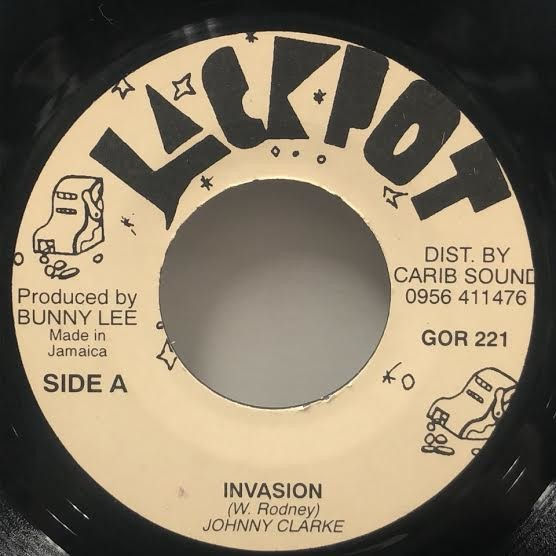 JACKPOT
Produced by
BUNNY LEE
Made in
Jamaica
SIDE A
DIST. BY
CARIB SOUND
0956 411476
GOR 221
INVASION
(W. Rodney)
JOHNNY CLARKE